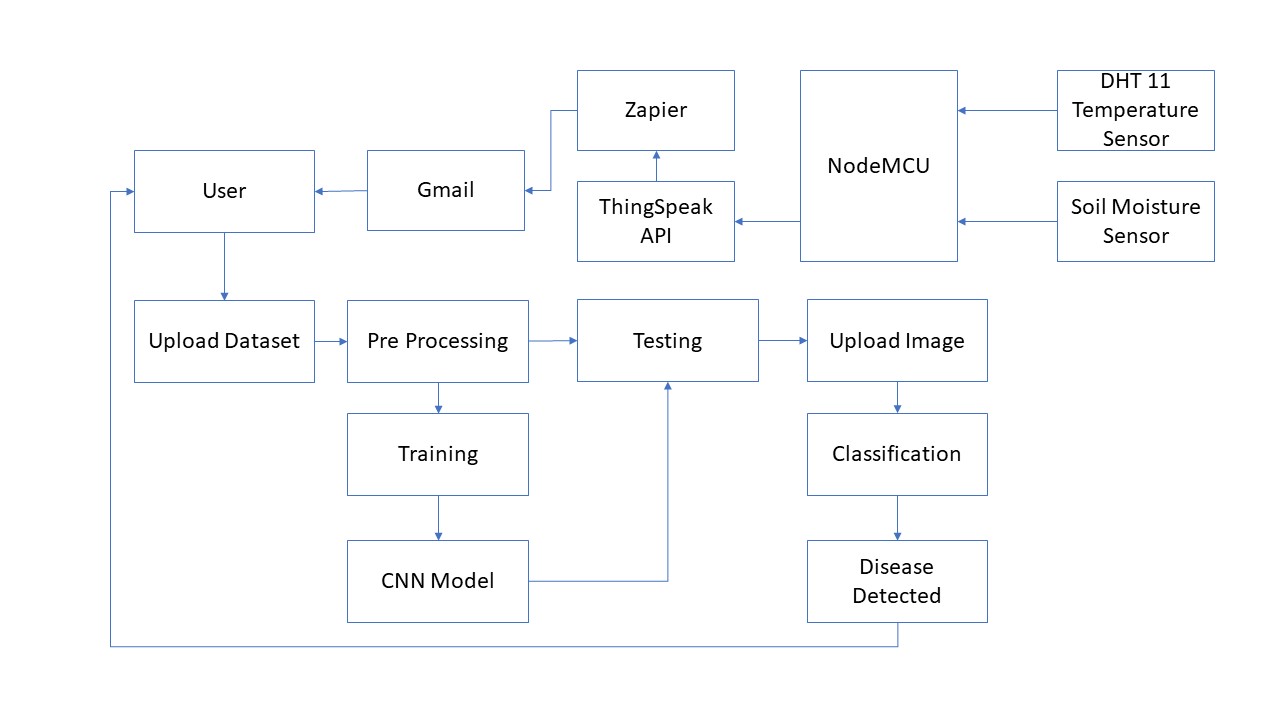 Zapier
DHT 11
Temperature
Sensor
NodeMCU
User
Gmail
ThingSpeak
API
Soil Moisture
Sensor
Upload Dataset
Pre Processing
Testing
Upload Image
Training
Classification
CNN Model
Disease
Detected